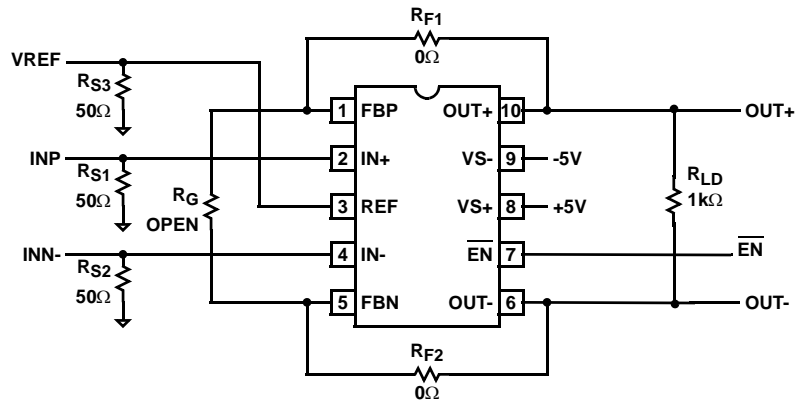 RF1
0Ω
VREF
RS3
50Ω
1 FBP OUT+ 10 OUT+
INP
2 IN+ VS- 9 -5V
RS1
50Ω
RG
OPEN
RLD
1kΩ
3 REF VS+ 8 +5V
INN-
4 IN- EN 7 EN
RS2
50Ω
5 FBN OUT- 6 OUT-
RF2
0Ω